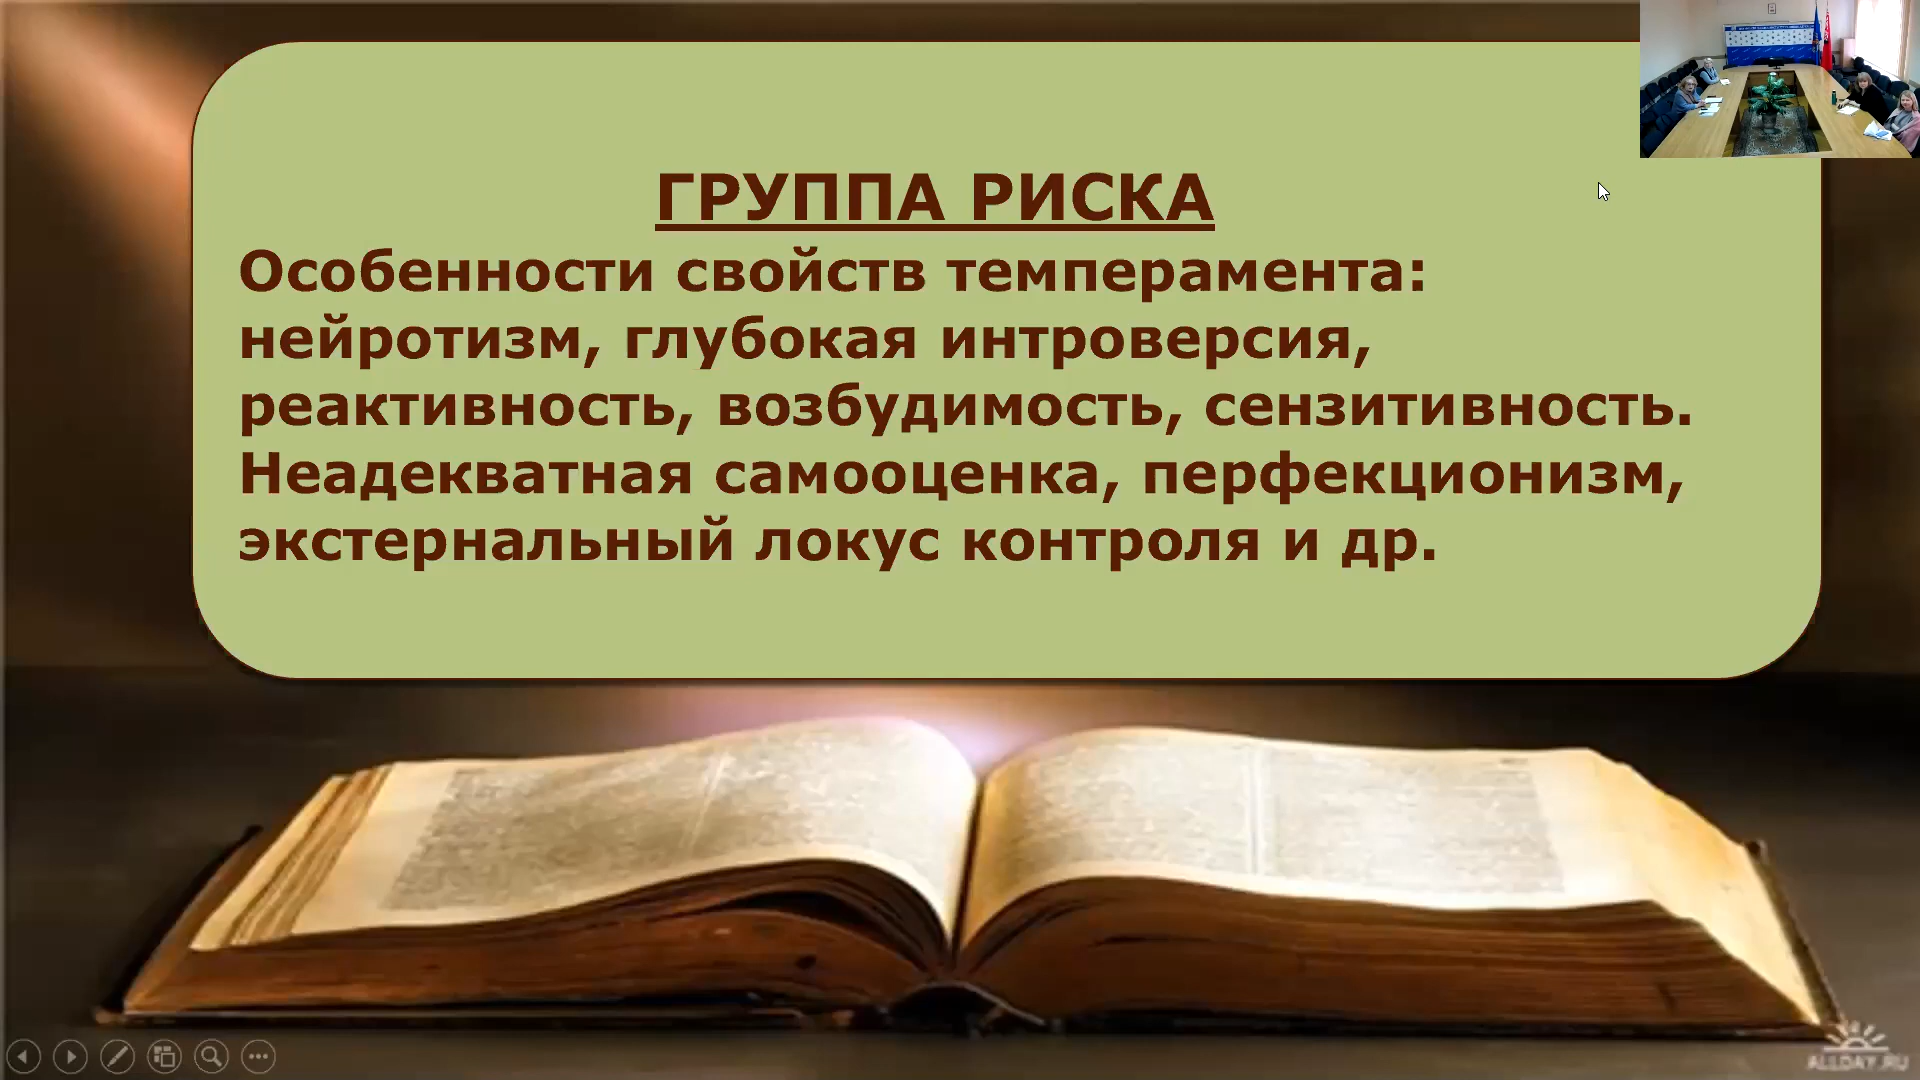 ГРУППА РИСКА
Особенности свойств темперамента:
нейротизм, глубокая интроверсия,
реактивность, возбудимость, сензитивность.
Неадекватная самооценка, перфекционизм,
экстернальный локус контроля и др.
ALLDAY.RU